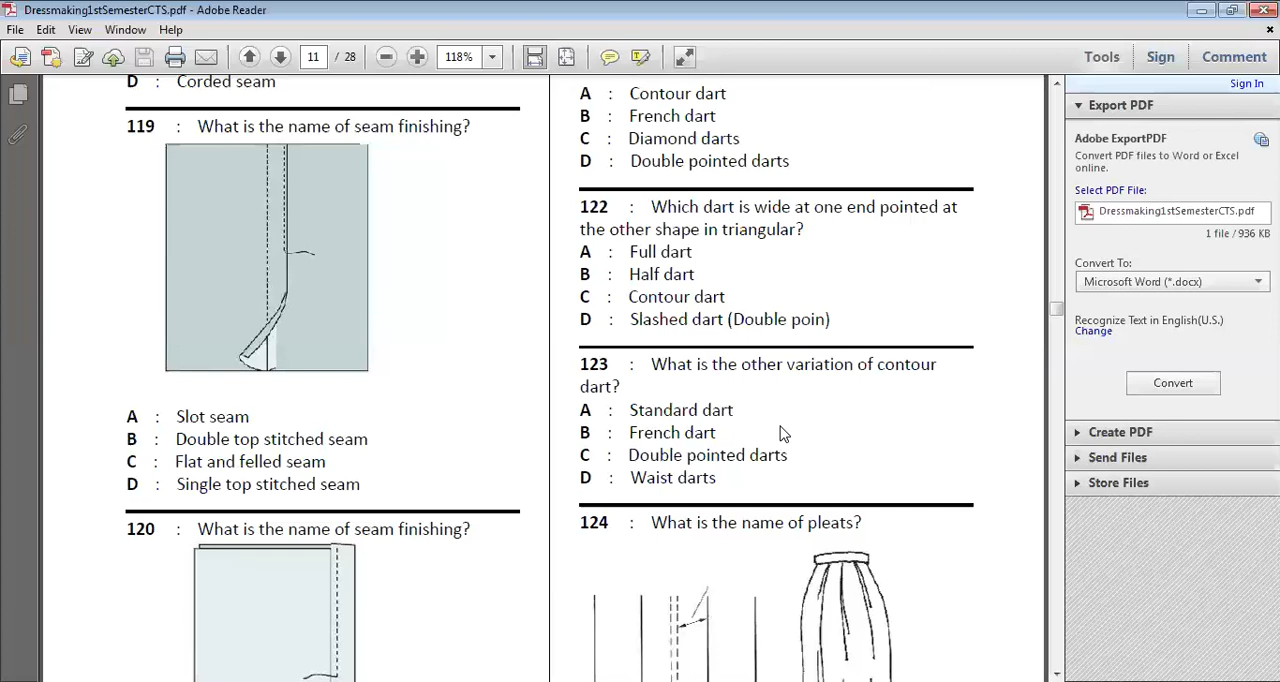 Dressmaking1stSemesterCTS.pdf - Adobe Reader
File Edit View Window Help
11 / 28 118% Tools Sign Comment
D : Corded seam
119 : What is the name of seam finishing?
A : Slot seam
B : Double top stitched seam
C : Flat and felled seam
D : Single top stitched seam
120 : What is the name of seam finishing?
A : Contour dart
B : French dart
C : Diamond darts
D : Double pointed darts
122 : Which dart is wide at one end pointed at
the other shape in triangular?
A : Full dart
B : Half dart
C : Contour dart
D : Slashed dart (Double poin)
123 : What is the other variation of contour
dart?
A : Standard dart
B : French dart
C : Double pointed darts
D : Waist darts
124 : What is the name of pleats?
Sign In
Export PDF
Adobe ExportPDF
Convert PDF files to Word or Excel
online.
Select PDF File:
Dressmaking1stSemesterCTS.pdf
1 file / 936 KB
Convert To:
Microsoft Word (*.docx)
Recognize Text in English(U.S.)
Change
Convert
Create PDF
Send Files
Store Files